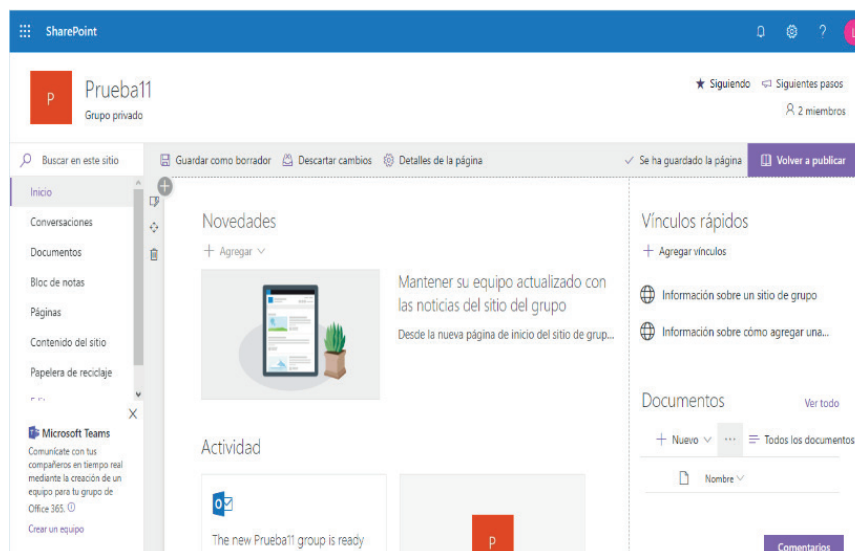 SharePoint
P
Prueba11
Grupo privado
Siguiendo
Siguientes pasos
2 miembros
Buscar en este sitio
Guardar como borrador
Descartar cambios
Detalles de la página
Se ha guardado la página
Volver a publicar
Inicio
Conversaciones
Documentos
Bloc de notas
Páginas
Contenido del sitio
Papelera de reciclaje
Microsoft Teams
Comunícate con tus
compañeros en tiempo real
mediante la creación de un
equipo para tu grupo de
Office 365.
Crear un equipo
Novedades
+ Agregar
Mantener su equipo actualizado con
las noticias del sitio del grupo
Desde la nueva página de inicio del sitio de grup...
Actividad
The new Prueba11 group is ready
P
Vínculos rápidos
+ Agregar vínculos
Información sobre un sitio de grupo
Información sobre cómo agregar una...
Documentos
Ver todo
+ Nuevo
...
Todos los documentos
Nombre
Comentarios